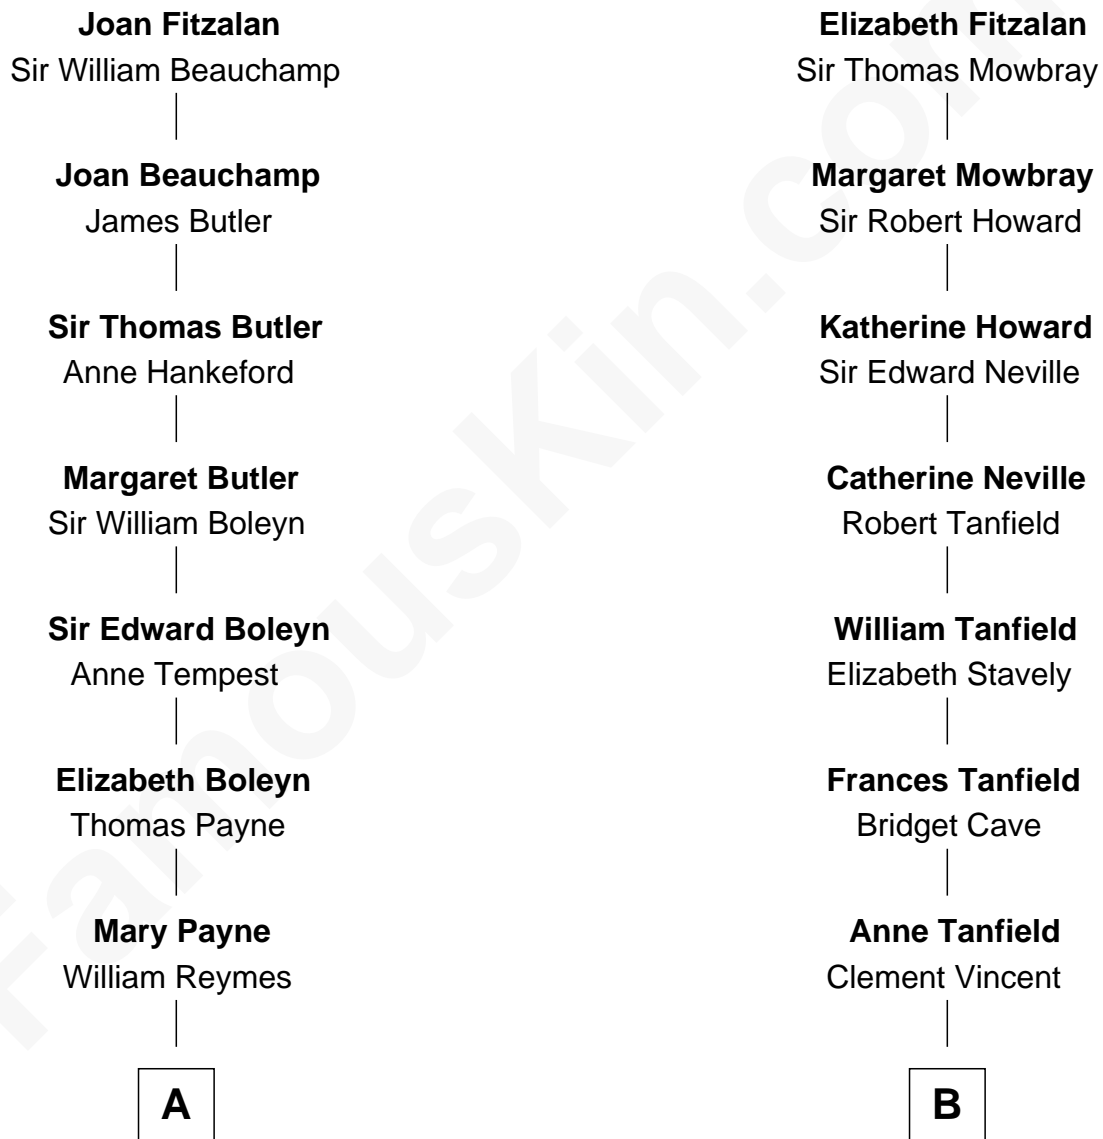 Joan Fitzalan
Sir William Beauchamp
Joan Beauchamp
James Butler
Sir Thomas Butler
Anne Hankeford
Margaret Butler
Sir William Boleyn
Sir Edward Boleyn
Anne Tempest
Elizabeth Boleyn
Thomas Payne
Mary Payne
William Reymes
A
Elizabeth Fitzalan
Sir Thomas Mowbray
Margaret Mowbray
Sir Robert Howard
Katherine Howard
Sir Edward Neville
Catherine Neville
Robert Tanfield
William Tanfield
Elizabeth Stavely
Frances Tanfield
Bridget Cave
Anne Tanfield
Clement Vincent
B
FamousKin.com